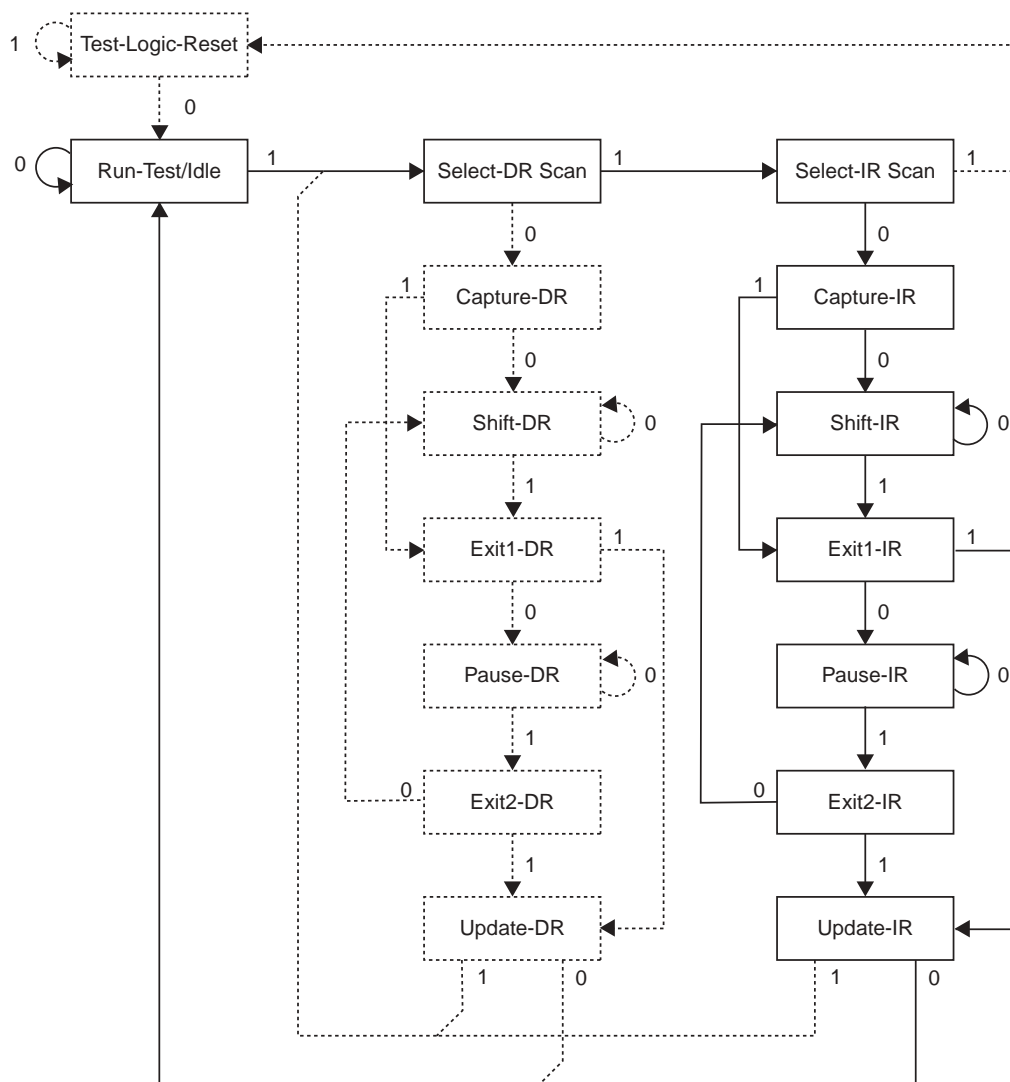 Test-Logic-Reset
1
0
0
Run-Test/Idle
1
Select-DR Scan
1
Select-IR Scan
1
0
0
1
Capture-DR
1
Capture-IR
0
0
Shift-DR
0
Shift-IR
0
1
1
Exit1-DR
1
Exit1-IR
1
0
0
Pause-DR
0
Pause-IR
0
1
1
0
Exit2-DR
0
Exit2-IR
1
1
Update-DR
Update-IR
1
0
1
0